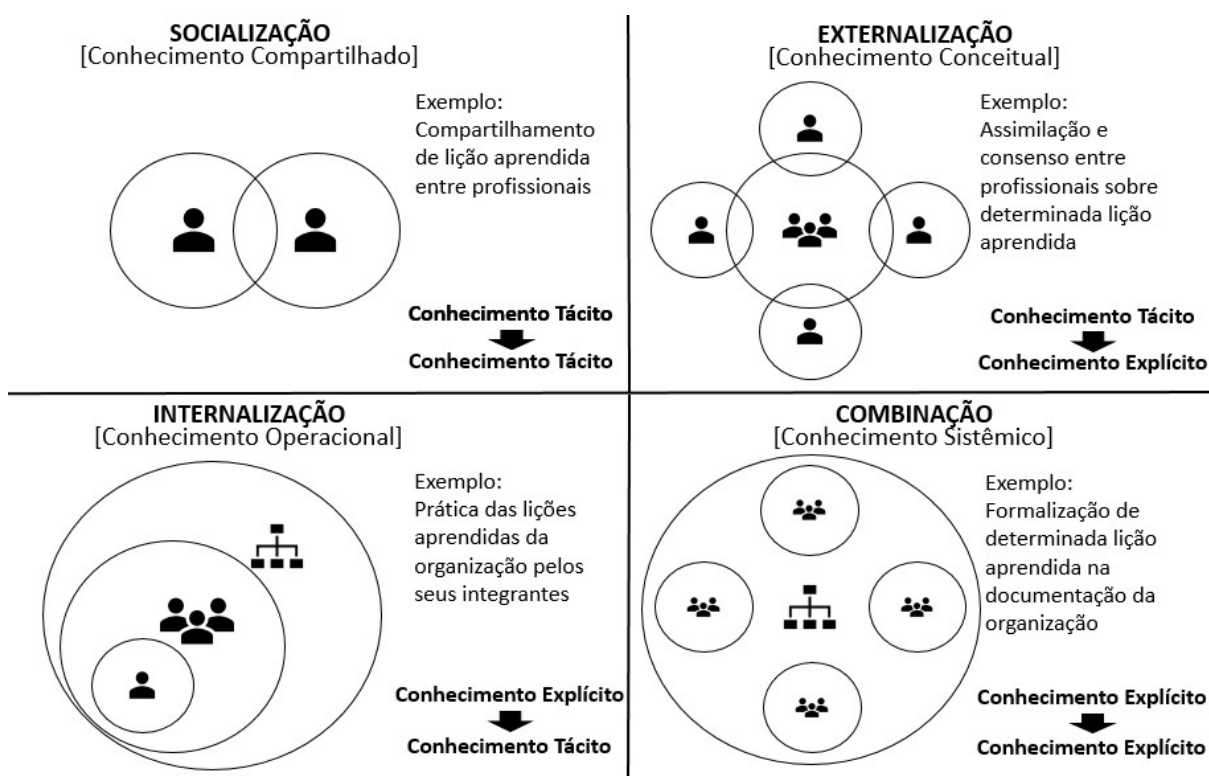 SOCIALIZAÇÃO
[Conhecimento Compartilhado]
Exemplo:
Compartilhamento
de lição aprendida
entre profissionais
Conhecimento Tácito
Conhecimento Tácito
EXTERNALIZAÇÃO
[Conhecimento Conceitual]
Exemplo:
Assimilação e
consenso entre
profissionais sobre
determinada lição
aprendida
Conhecimento Tácito
Conhecimento Explícito
INTERNALIZAÇÃO
[Conhecimento Operacional]
Exemplo:
Prática das lições
aprendidas da
organização pelos
seus integrantes
Conhecimento Explícito
Conhecimento Tácito
COMBINAÇÃO
[Conhecimento Sistêmico]
Exemplo:
Formalização de
determinada lição
aprendida na
documentação da
organização
Conhecimento Explícito
Conhecimento Explícito